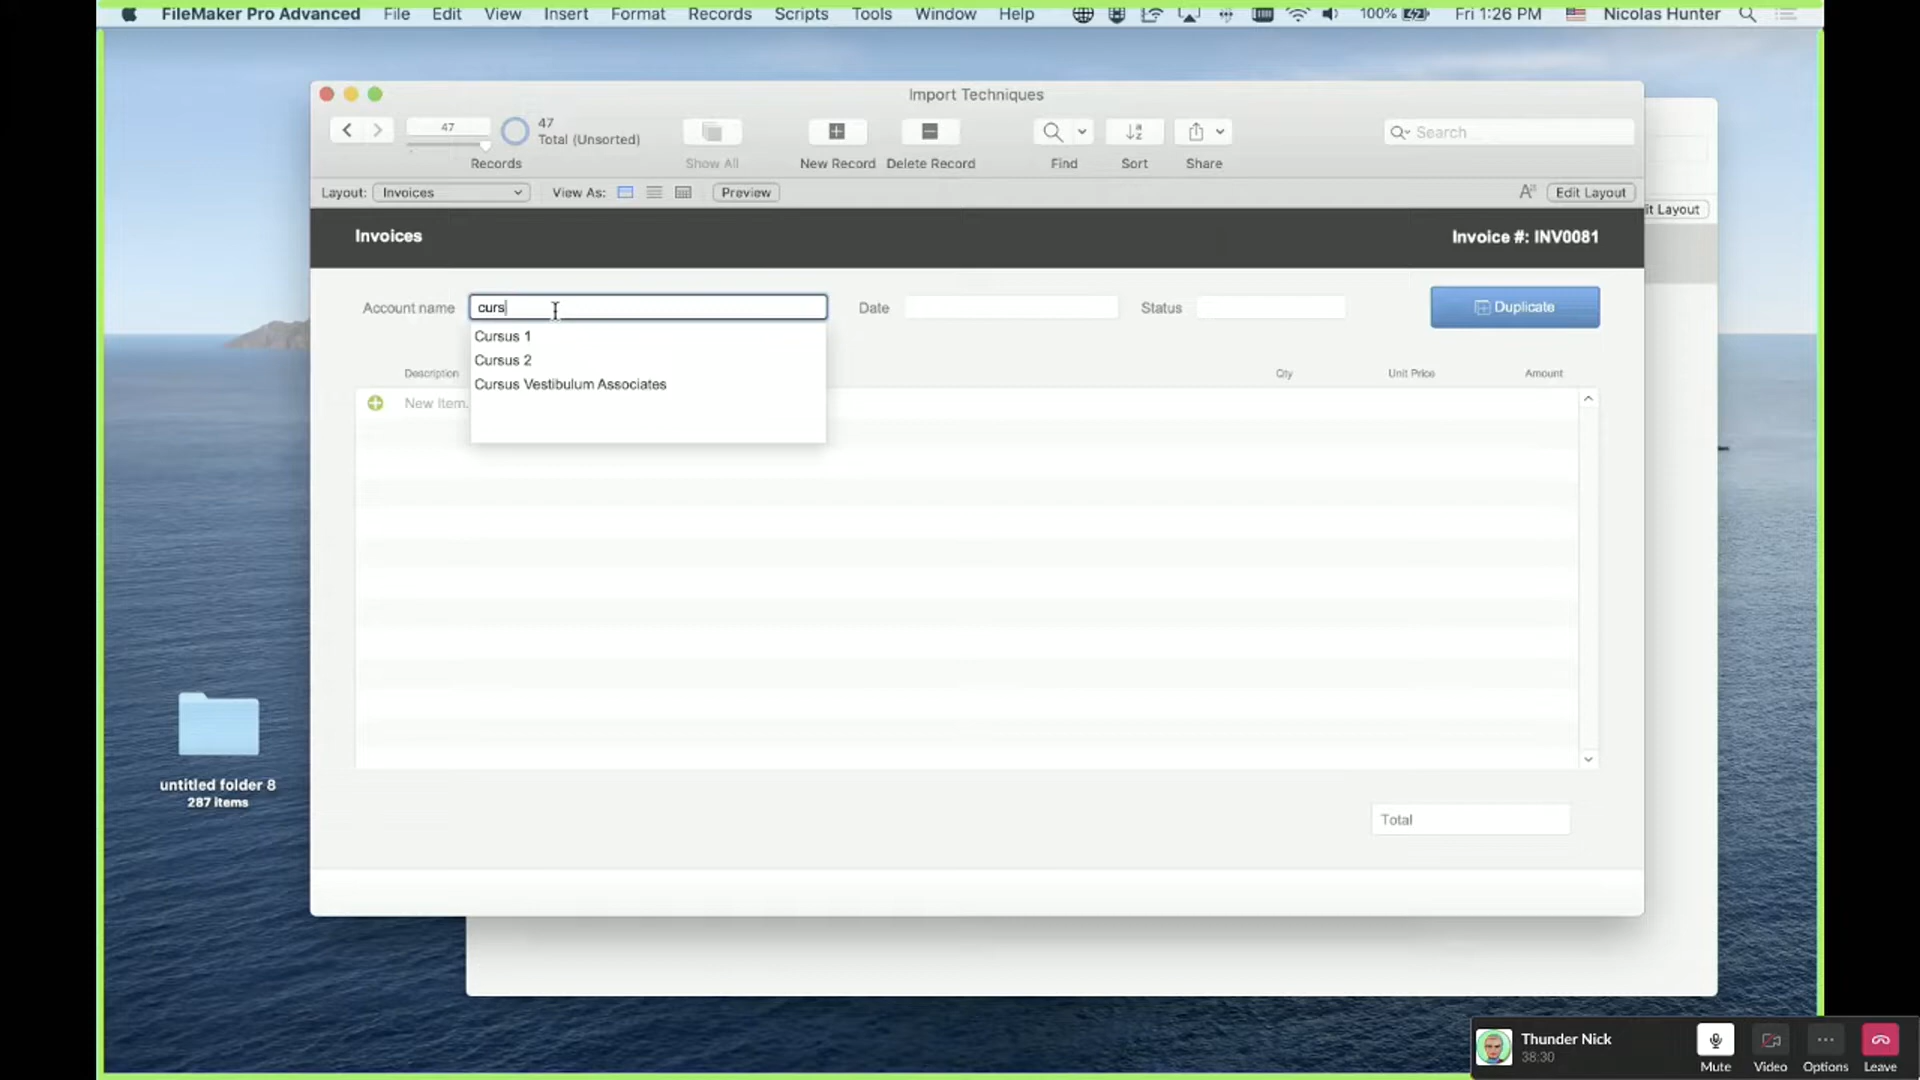 FileMaker Pro Advanced File Edit View Insert Format Records Scripts Tools Window Help 100% Fri 1:26 PM Nicolas Hunter
Import Techniques
47
47
Total (Unsorted)
Search
Records Show All New Record Delete Record Find Sort Share
Layout: Invoices View As: Preview Edit Layout
it Layout
Invoices
Invoice #: INV0081
Account name curs Date Status Duplicate
Cursus 1
Cursus 2
Cursus Vestibulum Associates
Description Qty Unit Price Amount
New Item.
untitled folder 8
287 items
Total
Thunder Nick
38:30
Mute Video Options Leave